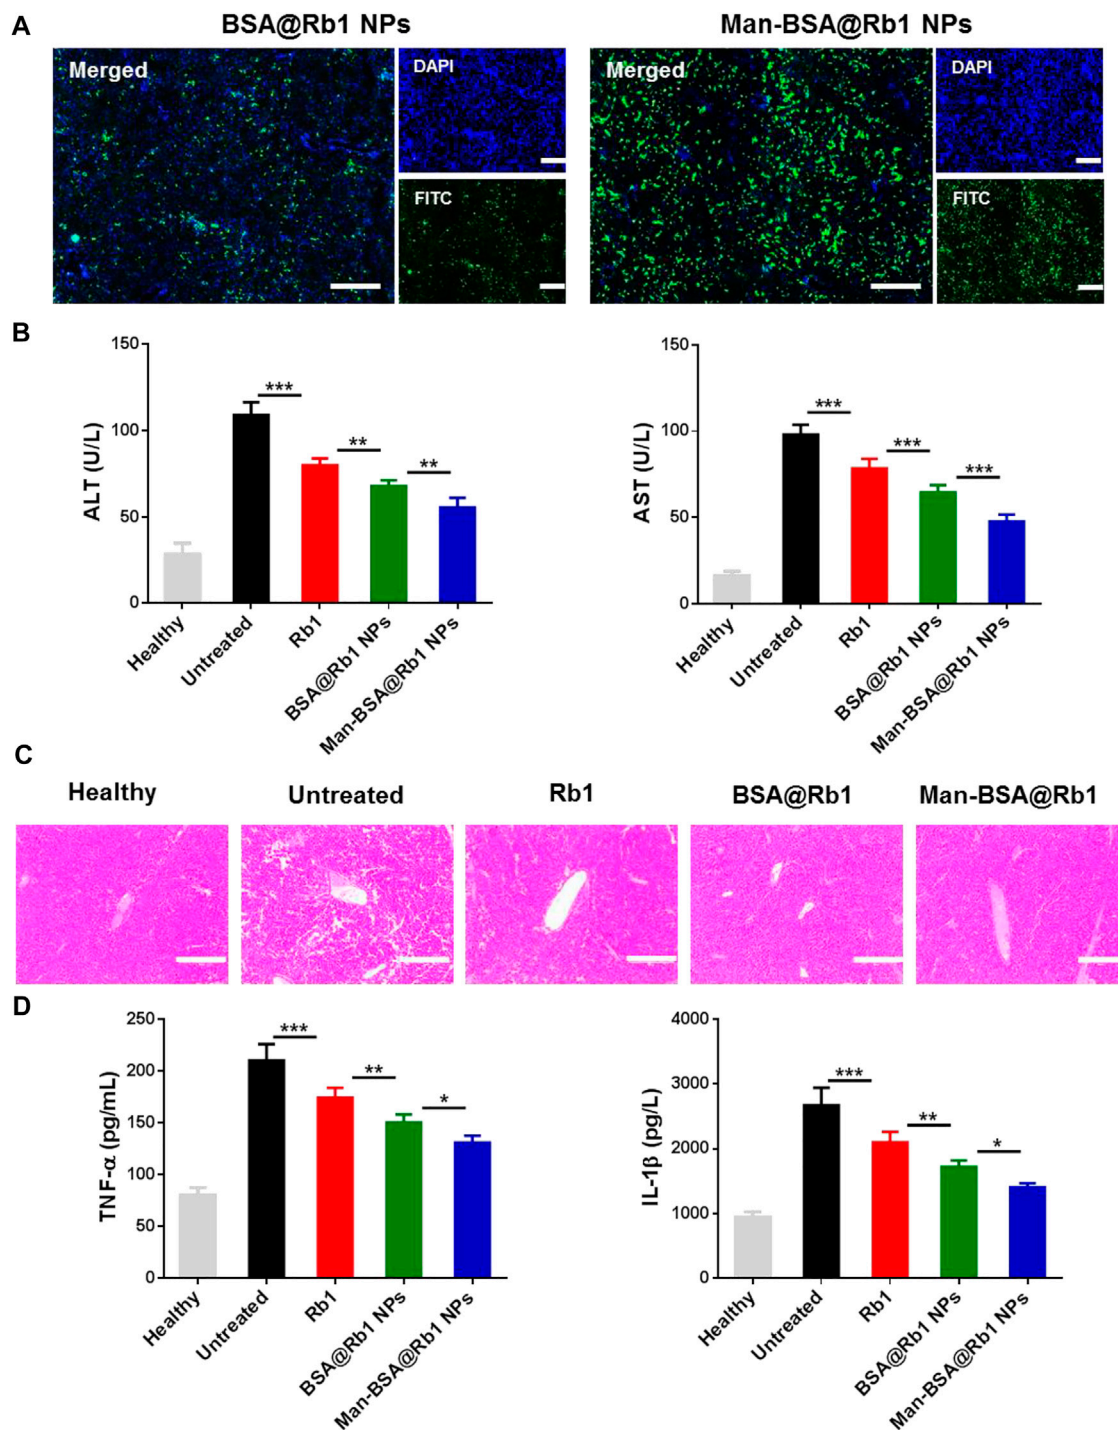 A
BSA@Rb1 NPs
Man-BSA@Rb1 NPs
Merged
DAPI
FITC
Merged
DAPI
FITC
B
ALT (U/L)
150
100
50
0
***
**
**
Healthy
Untreated
Rb1
BSA@Rb1 NPs
Man-BSA@Rb1 NPs
AST (U/L)
150
100
50
0
***
***
***
Healthy
Untreated
Rb1
BSA@Rb1 NPs
Man-BSA@Rb1 NPs
C
Healthy
Untreated
Rb1
BSA@Rb1
Man-BSA@Rb1
D
TNF-α (pg/mL)
250
200
150
100
50
0
***
**
*
Healthy
Untreated
Rb1
BSA@Rb1 NPs
Man-BSA@Rb1 NPs
IL-1β (pg/L)
4000
3000
2000
1000
0
***
**
*
Healthy
Untreated
Rb1
BSA@Rb1 NPs
Man-BSA@Rb1 NPs